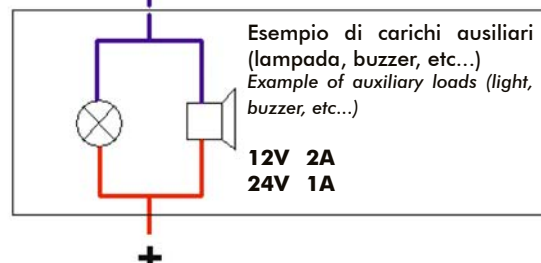 Esempio di carichi ausiliari
(lampada, buzzer, etc...)
Example of auxiliary loads (light,
buzzer, etc...)
12V 2A
24V 1A
+